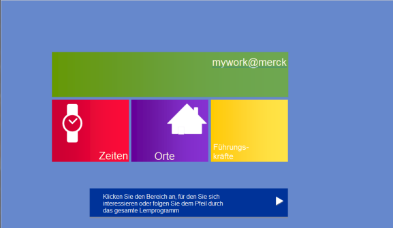 mywork@merck
Zeiten
Orte
Führungs-
kräfte
Klicken Sie den Bereich an, für den Sie sich
interessieren oder folgen Sie dem Pfeil durch
das gesamte Lernprogramm